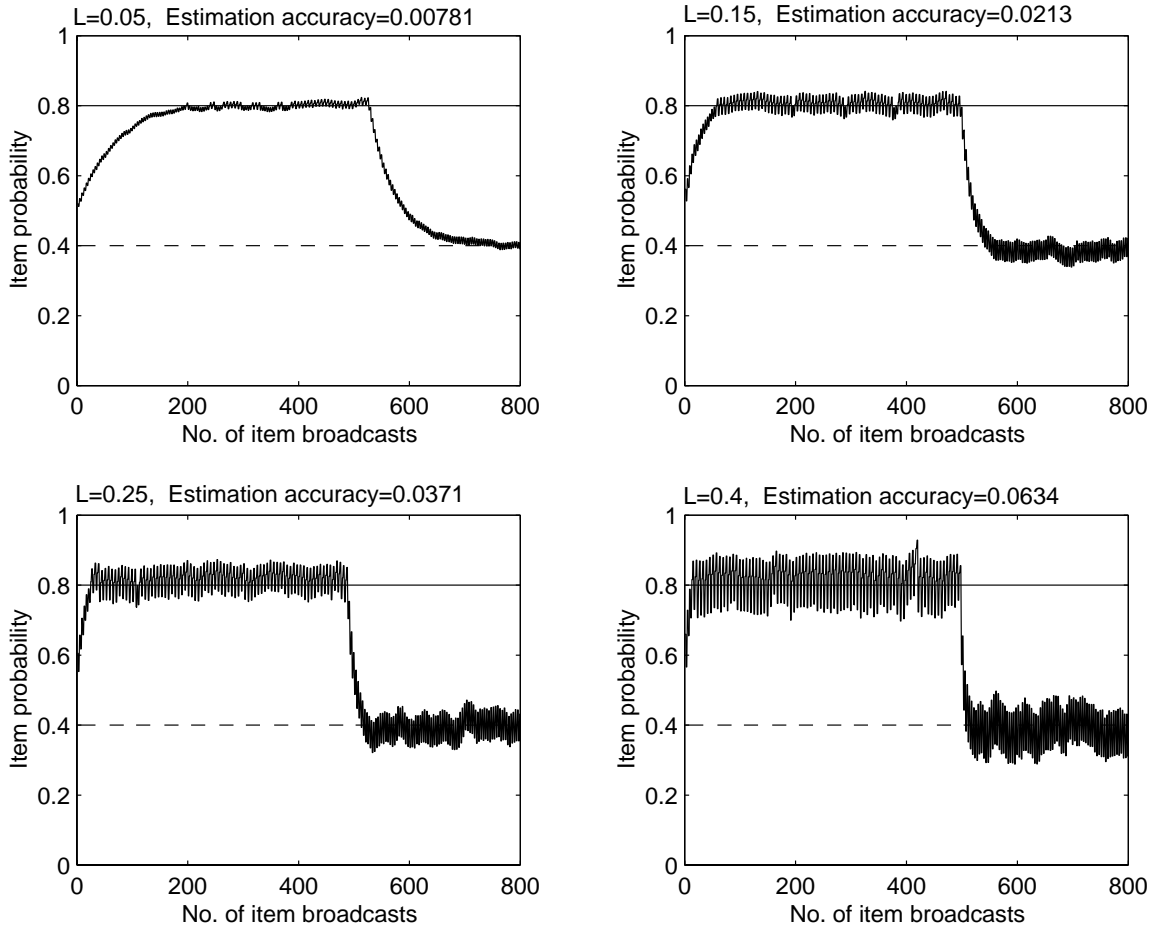 L=0.05,  Estimation accuracy=0.00781
1
0.8
0.6
0.4
0.2
0
Item probability
0 200 400 600 800
No. of item broadcasts
L=0.15,  Estimation accuracy=0.0213
1
0.8
0.6
0.4
0.2
0
Item probability
0 200 400 600 800
No. of item broadcasts
L=0.25,  Estimation accuracy=0.0371
1
0.8
0.6
0.4
0.2
0
Item probability
0 200 400 600 800
No. of item broadcasts
L=0.4,  Estimation accuracy=0.0634
1
0.8
0.6
0.4
0.2
0
Item probability
0 200 400 600 800
No. of item broadcasts